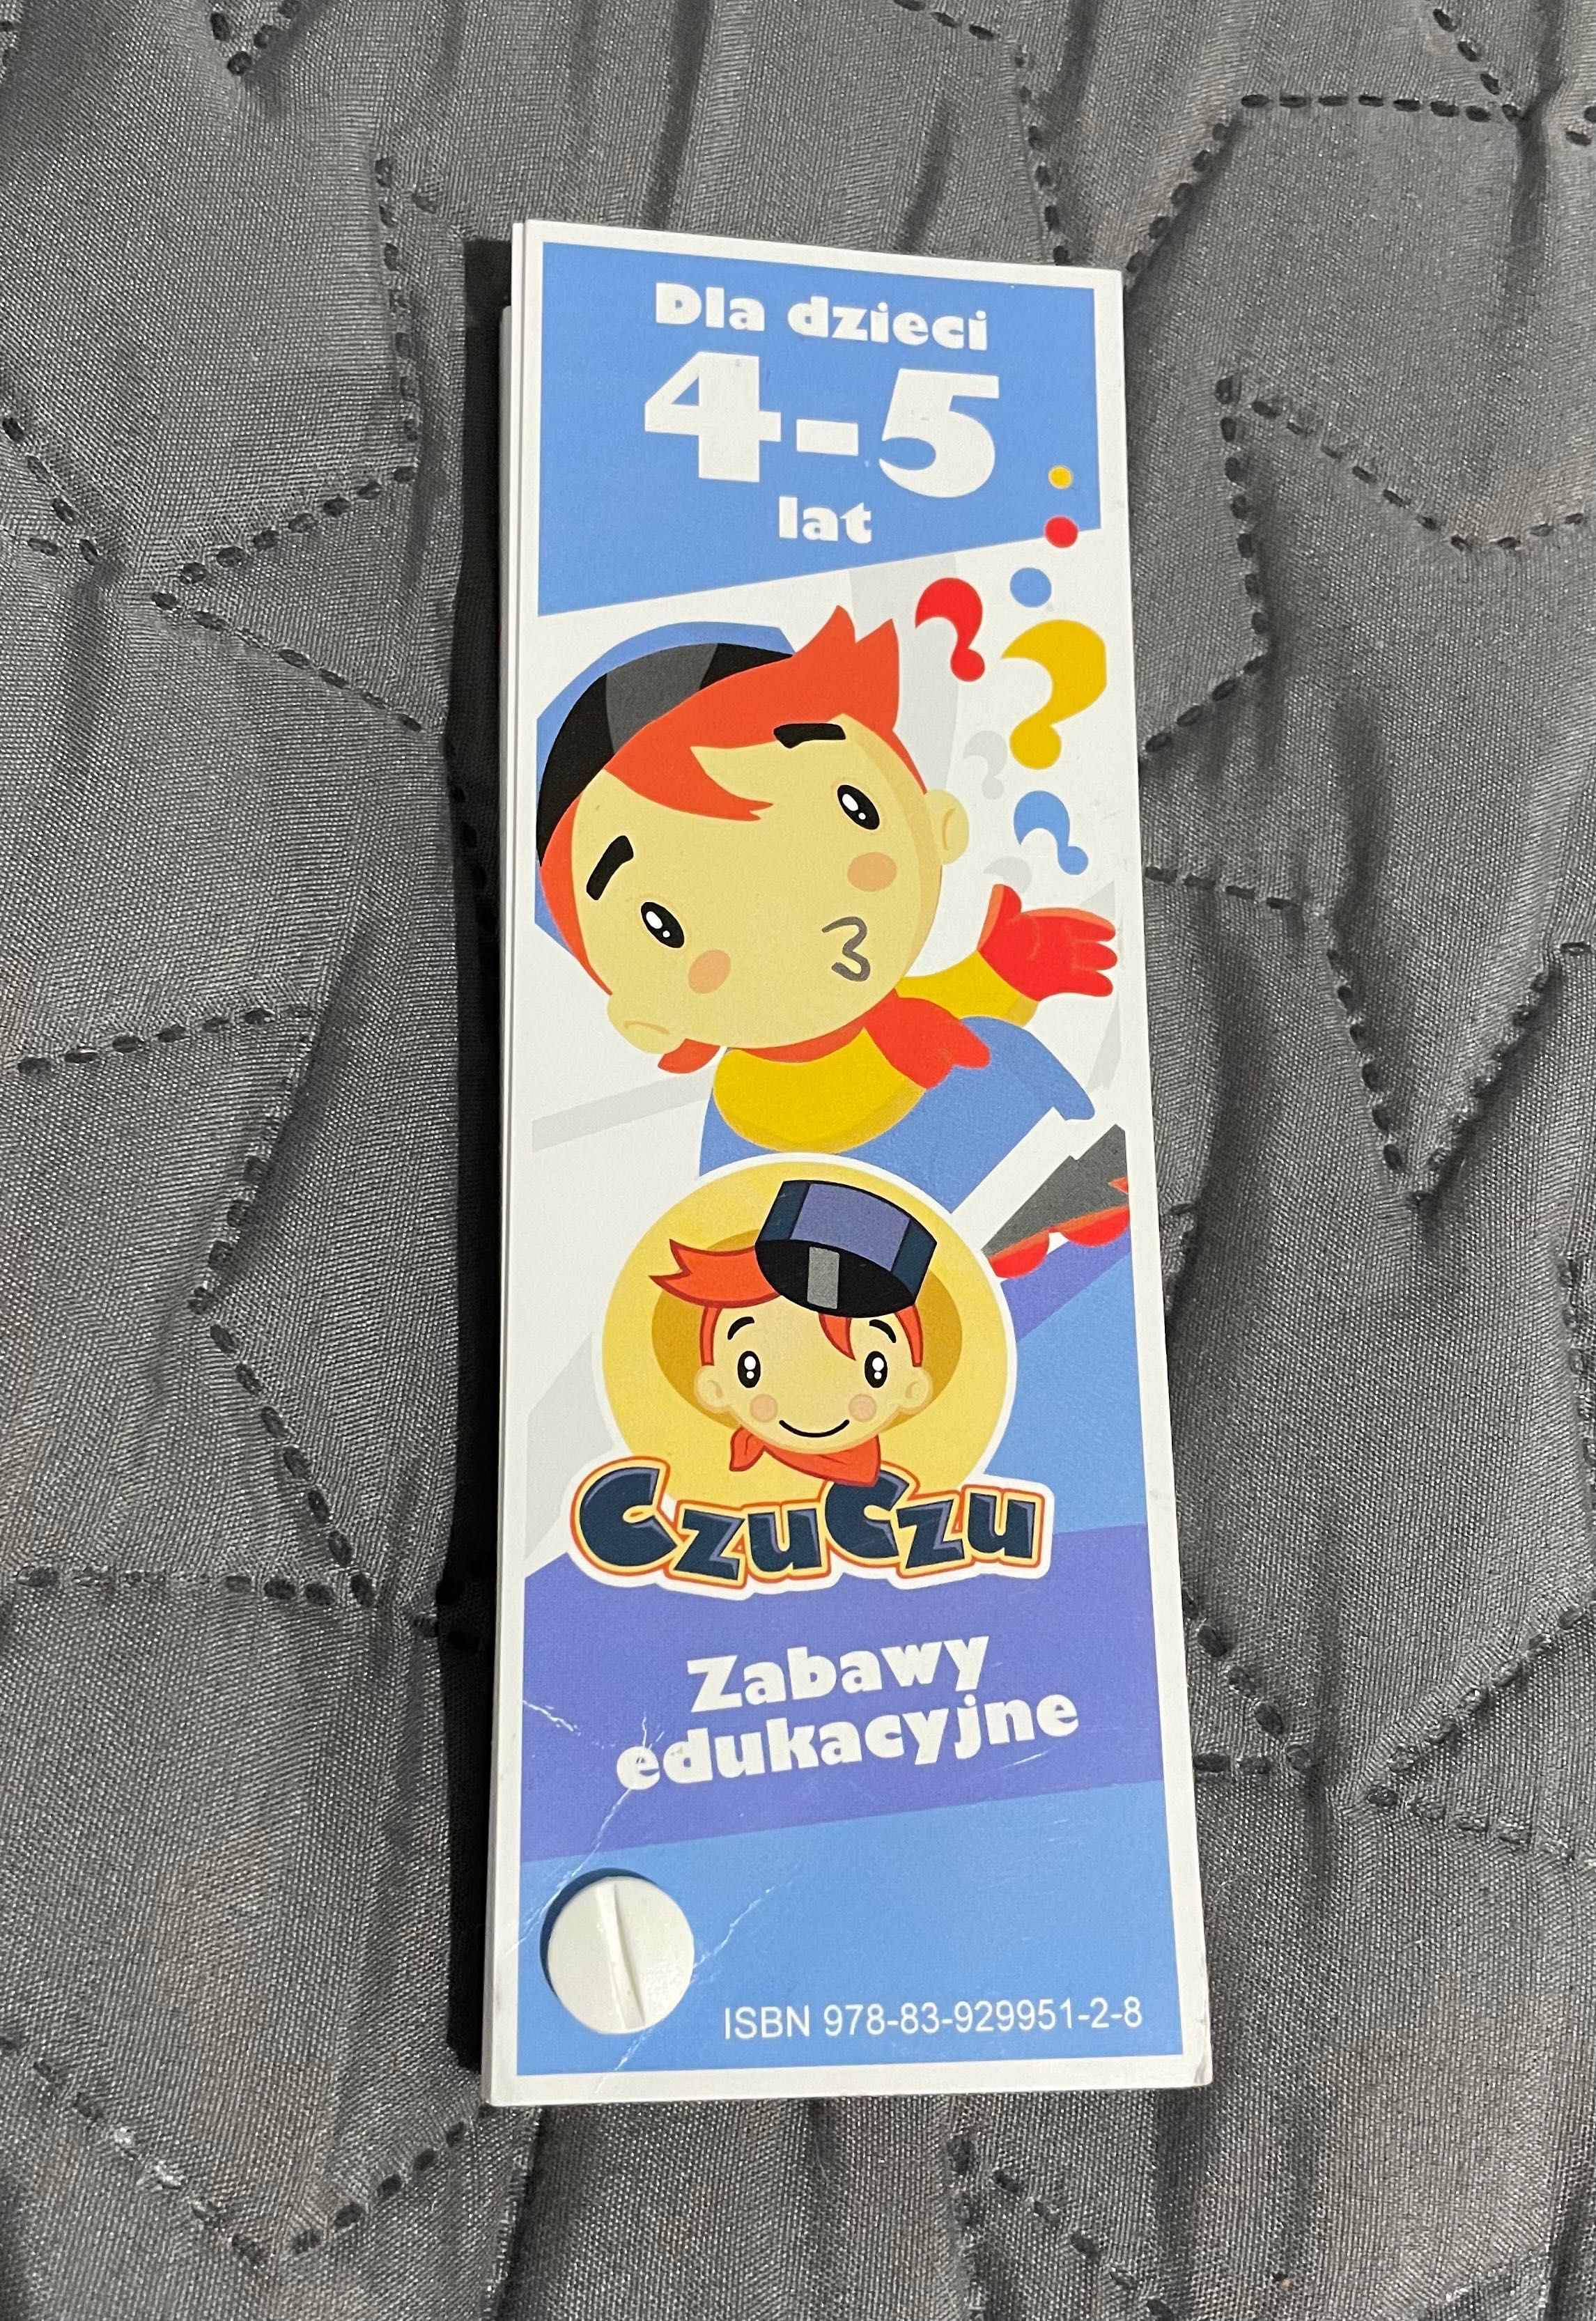 Dla dzieci
4-5
lat
CzuCzu
Zabawy
edukacyjne
ISBN 978-83-929951-2-8